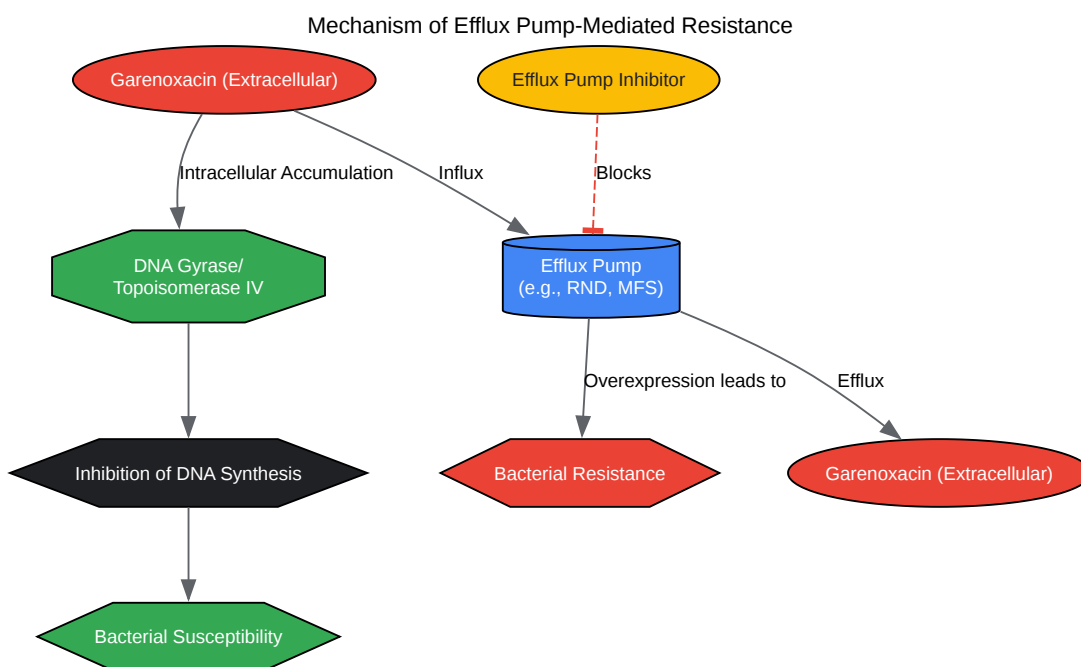 Mechanism of Efflux Pump-Mediated Resistance
Garenoxacin (Extracellular)
Efflux Pump Inhibitor
Intracellular Accumulation
Influx
Blocks
DNA Gyrase/
Topoisomerase IV
Efflux Pump
(e.g., RND, MFS)
Overexpression leads to
Efflux
Inhibition of DNA Synthesis
Bacterial Resistance
Garenoxacin (Extracellular)
Bacterial Susceptibility